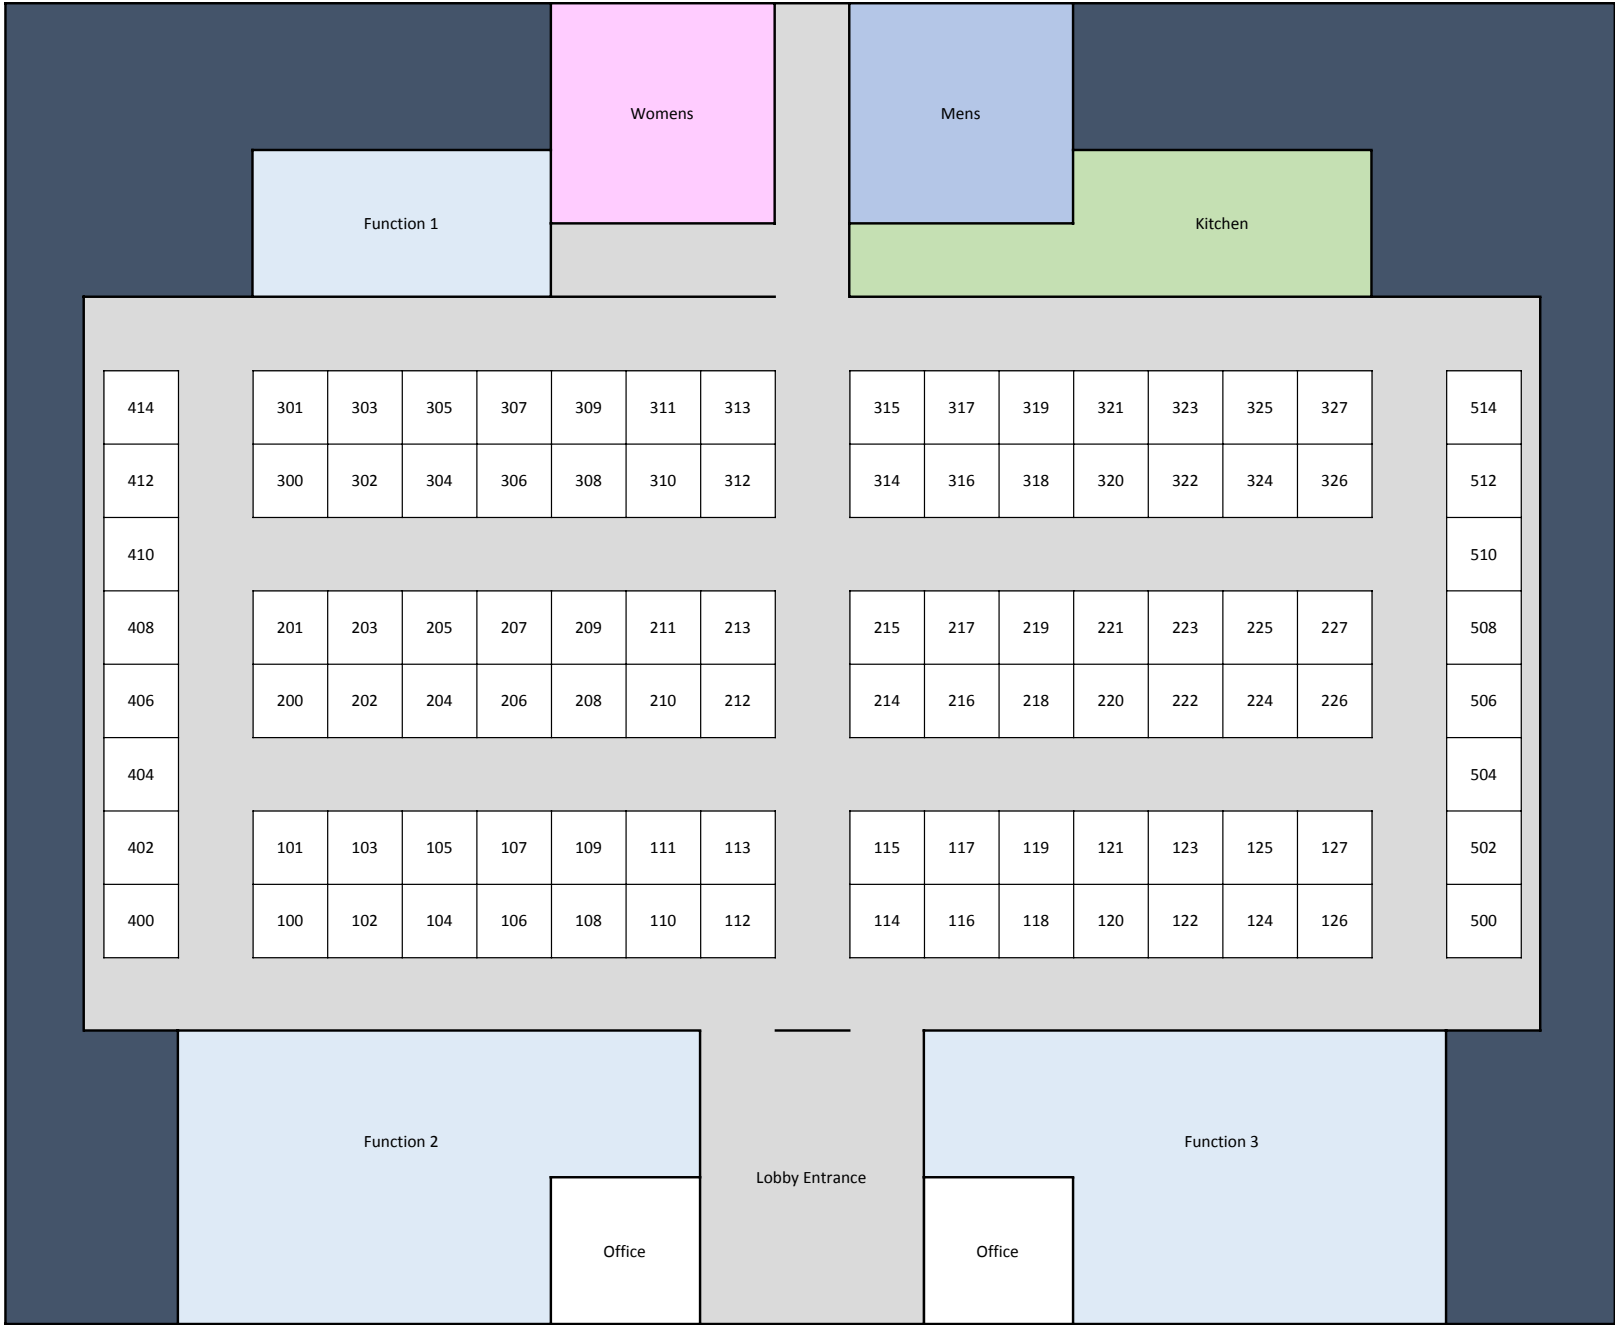 Womens Mens
Function 1 Kitchen
414 301 303 305 307 309 311 313 315 317 319 321 323 325 327 514
412 300 302 304 306 308 310 312 314 316 318 320 322 324 326 512
410 510
408 201 203 205 207 209 211 213 215 217 219 221 223 225 227 508
406 200 202 204 206 208 210 212 214 216 218 220 222 224 226 506
404 504
402 101 103 105 107 109 111 113 115 117 119 121 123 125 127 502
400 100 102 104 106 108 110 112 114 116 118 120 122 124 126 500
Function 2 Function 3
Lobby Entrance
Office Office